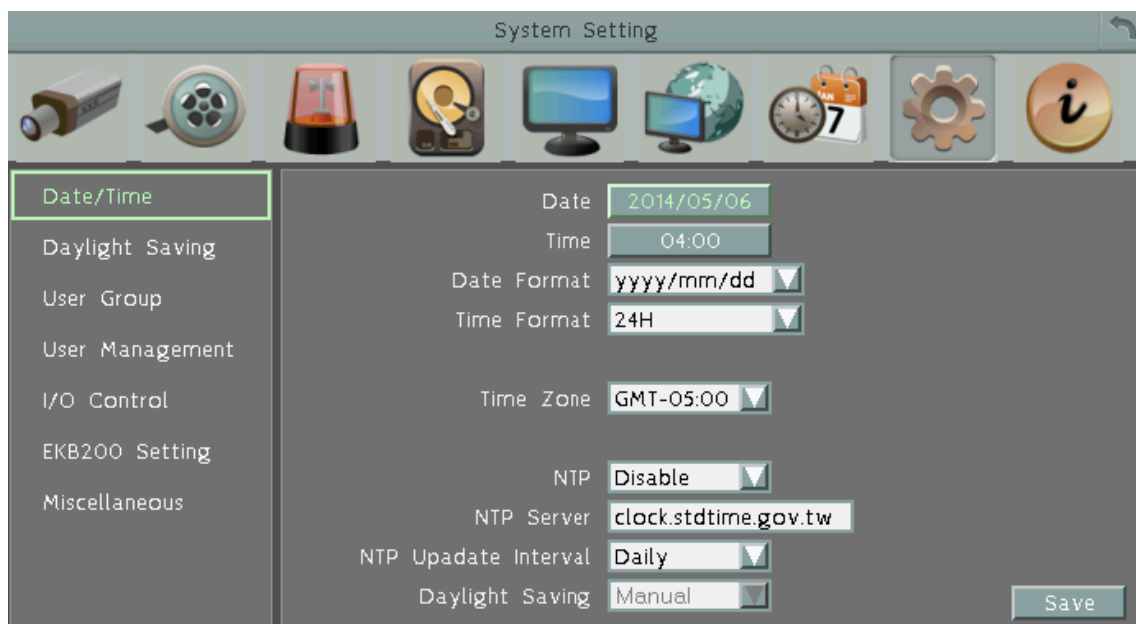 System Setting
JAN
7
i
Date/Time
Daylight Saving
User Group
User Management
I/O Control
EKB200 Setting
Miscellaneous
Date 2014/05/06
Time 04:00
Date Format yyyy/mm/dd
Time Format 24H
Time Zone GMT-05:00
NTP Disable
NTP Server clock.stdtime.gov.tw
NTP Upadate Interval Daily
Daylight Saving Manual
Save